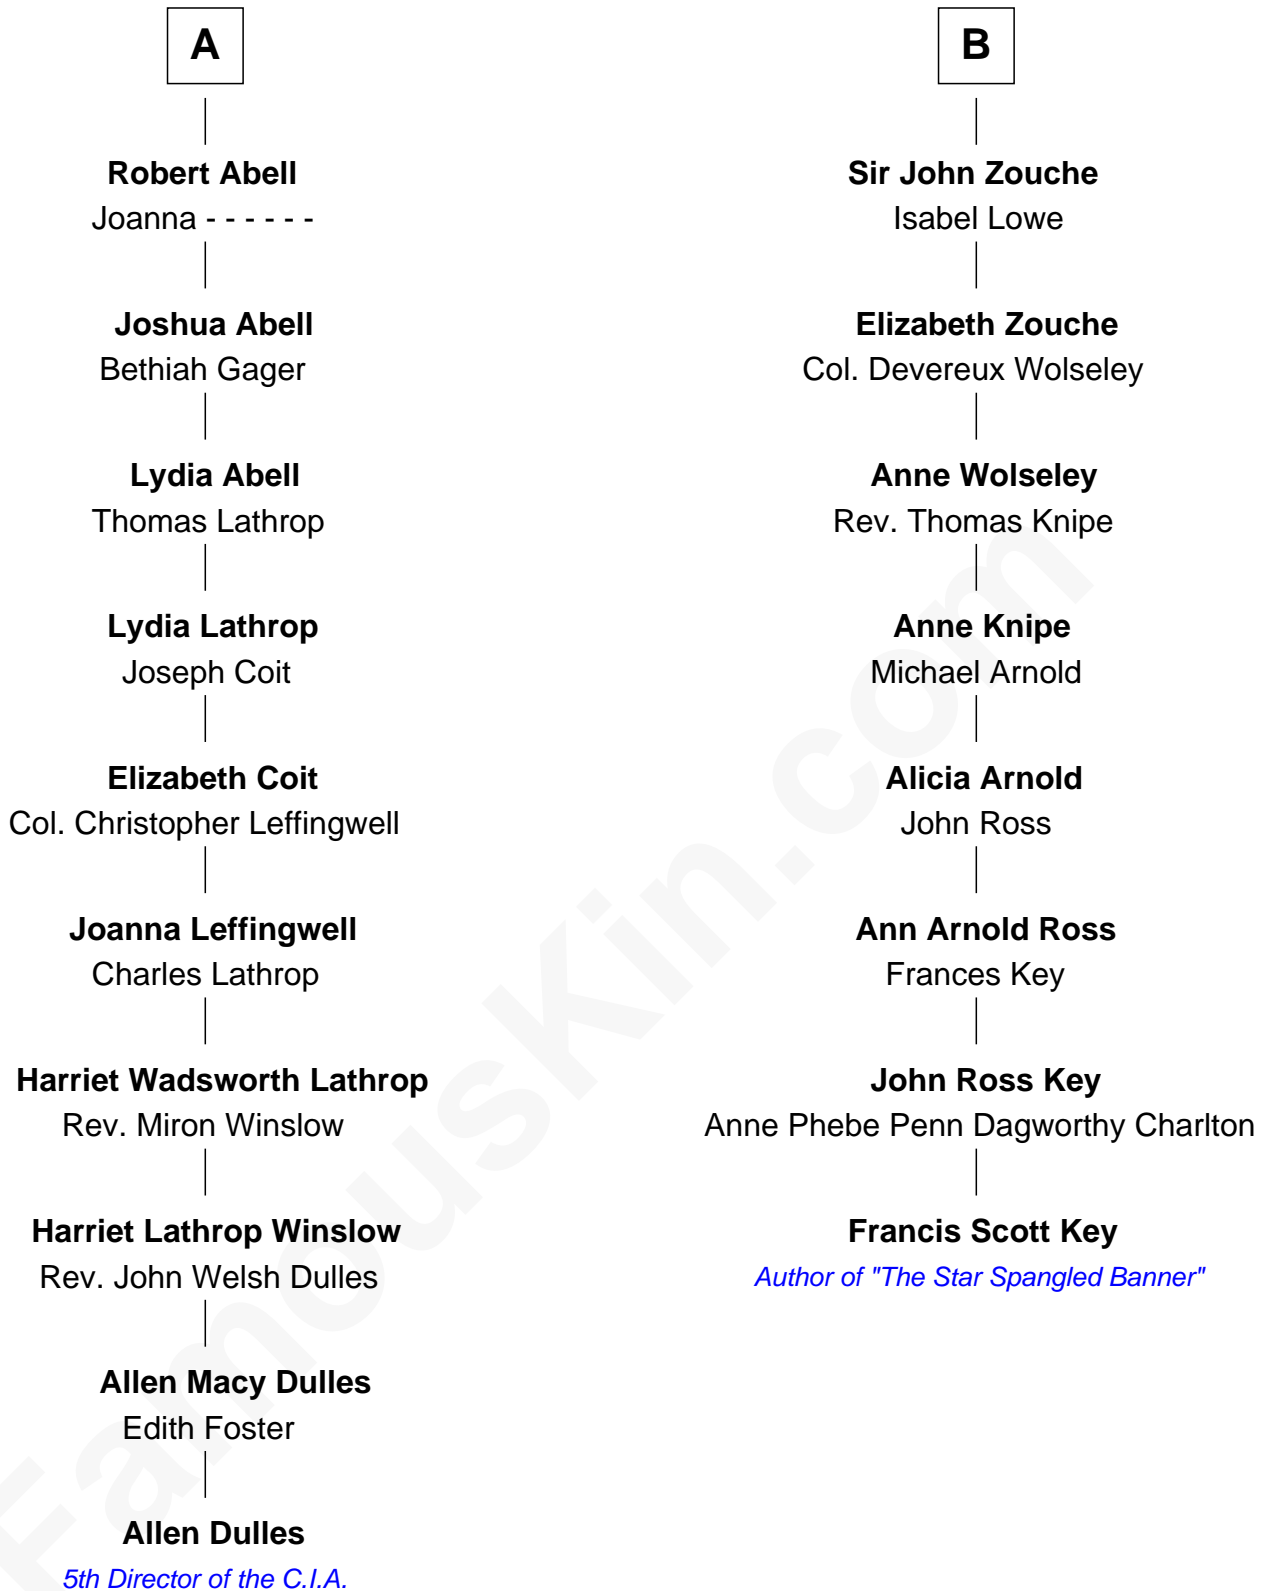 A
Robert Abell
Joanna - - - - - -
Joshua Abell
Bethiah Gager
Lydia Abell
Thomas Lathrop
Lydia Lathrop
Joseph Coit
Elizabeth Coit
Col. Christopher Leffingwell
Joanna Leffingwell
Charles Lathrop
Harriet Wadsworth Lathrop
Rev. Miron Winslow
Harriet Lathrop Winslow
Rev. John Welsh Dulles
Allen Macy Dulles
Edith Foster
Allen Dulles
5th Director of the C.I.A.
B
Sir John Zouche
Isabel Lowe
Elizabeth Zouche
Col. Devereux Wolseley
Anne Wolseley
Rev. Thomas Knipe
Anne Knipe
Michael Arnold
Alicia Arnold
John Ross
Ann Arnold Ross
Frances Key
John Ross Key
Anne Phebe Penn Dagworthy Charlton
Francis Scott Key
Author of "The Star Spangled Banner"
FamousKin.com